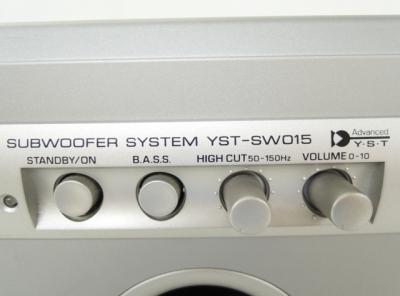 SUBWOOFER SYSTEM YST-SW015
Advanced
Y·S·T
STANDBY/ON B.A.S.S. HIGH CUT 50-150Hz VOLUME 0-10